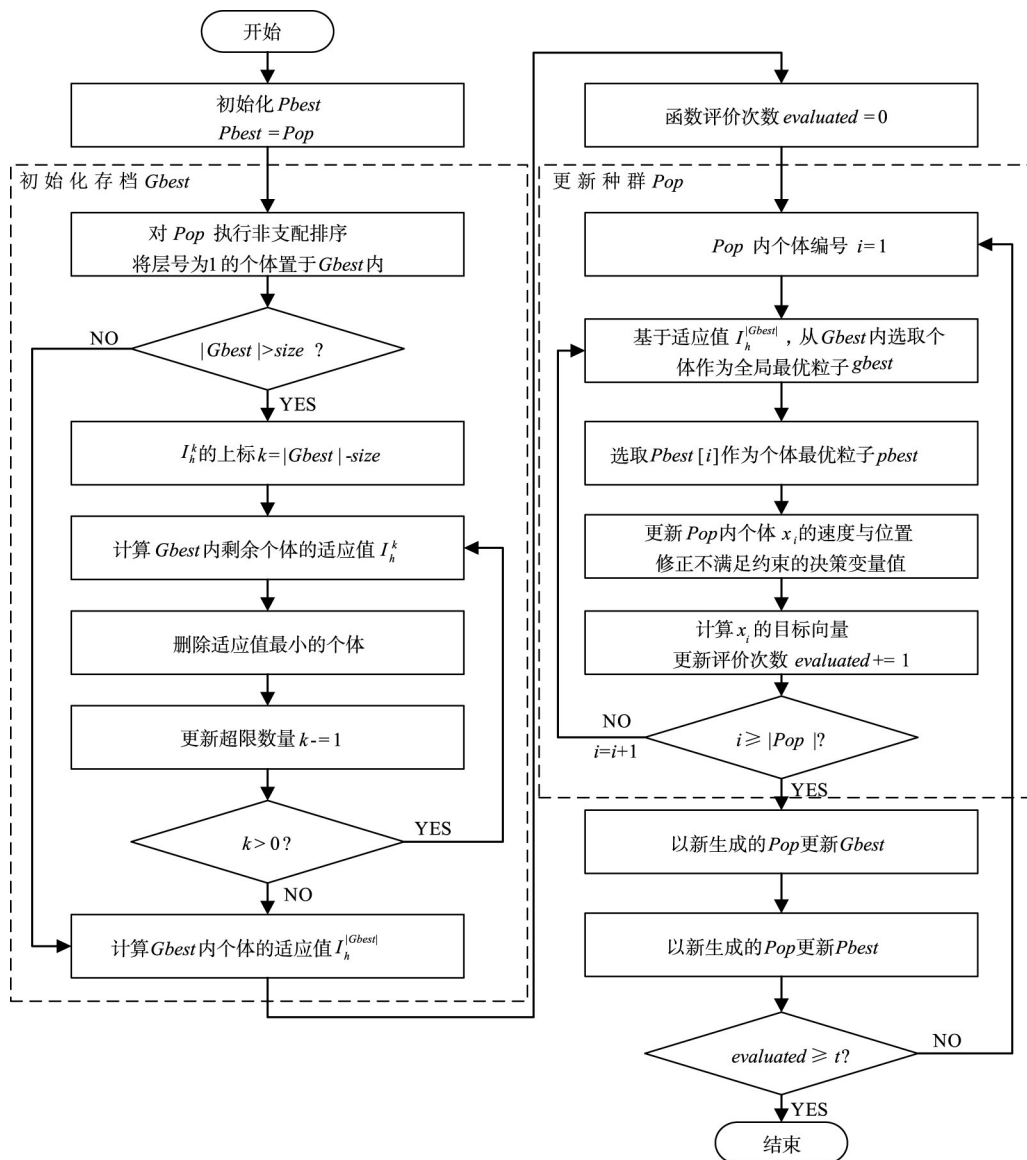 开始
初始化 Pbest
Pbest = Pop
初始化存档 Gbest
对 Pop 执行非支配排序
将层号为1的个体置于Gbest内
|Gbest|>size ?
NO
YES
I_h^k的上标k=|Gbest|-size
计算Gbest内剩余个体的适应值 I_h^k
删除适应值最小的个体
更新超限数量 k-=1
k>0?
YES
NO
计算Gbest内个体的适应值I_h^{|Gbest|}
函数评价次数 evaluated=0
更新种群 Pop
Pop 内个体编号 i=1
基于适应值 I_h^{|Gbest|}，从Gbest内选取个
体作为全局最优粒子gbest
选取Pbest[i]作为个体最优粒子pbest
更新Pop内个体 x_i的速度与位置
修正不满足约束的决策变量值
计算x_i的目标向量
更新评价次数 evaluated+=1
i≥|Pop|?
NO
i=i+1
YES
以新生成的Pop更新Gbest
以新生成的Pop更新Pbest
evaluated≥t?
NO
YES
结束